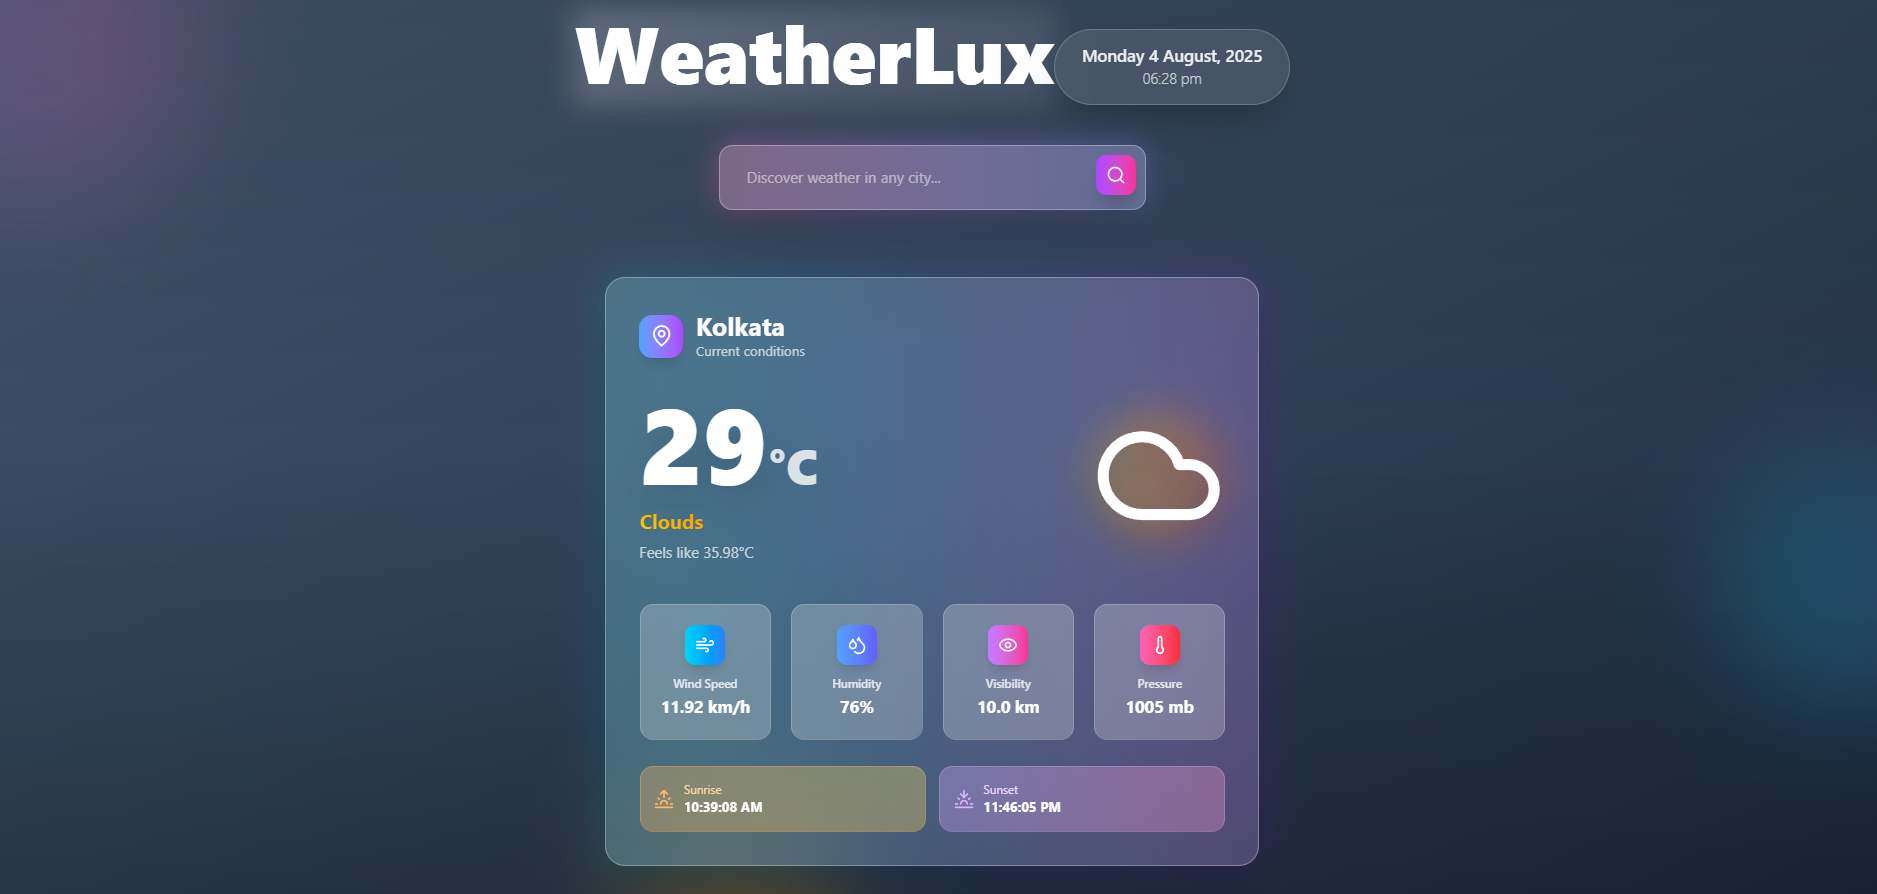 WeatherLux
Monday 4 August, 2025
06:28 pm
Discover weather in any city...
Kolkata
Current conditions
29°C
Clouds
Feels like 35.98°C
Wind Speed
11.92 km/h
Humidity
76%
Visibility
10.0 km
Pressure
1005 mb
Sunrise
10:39:08 AM
Sunset
11:46:05 PM